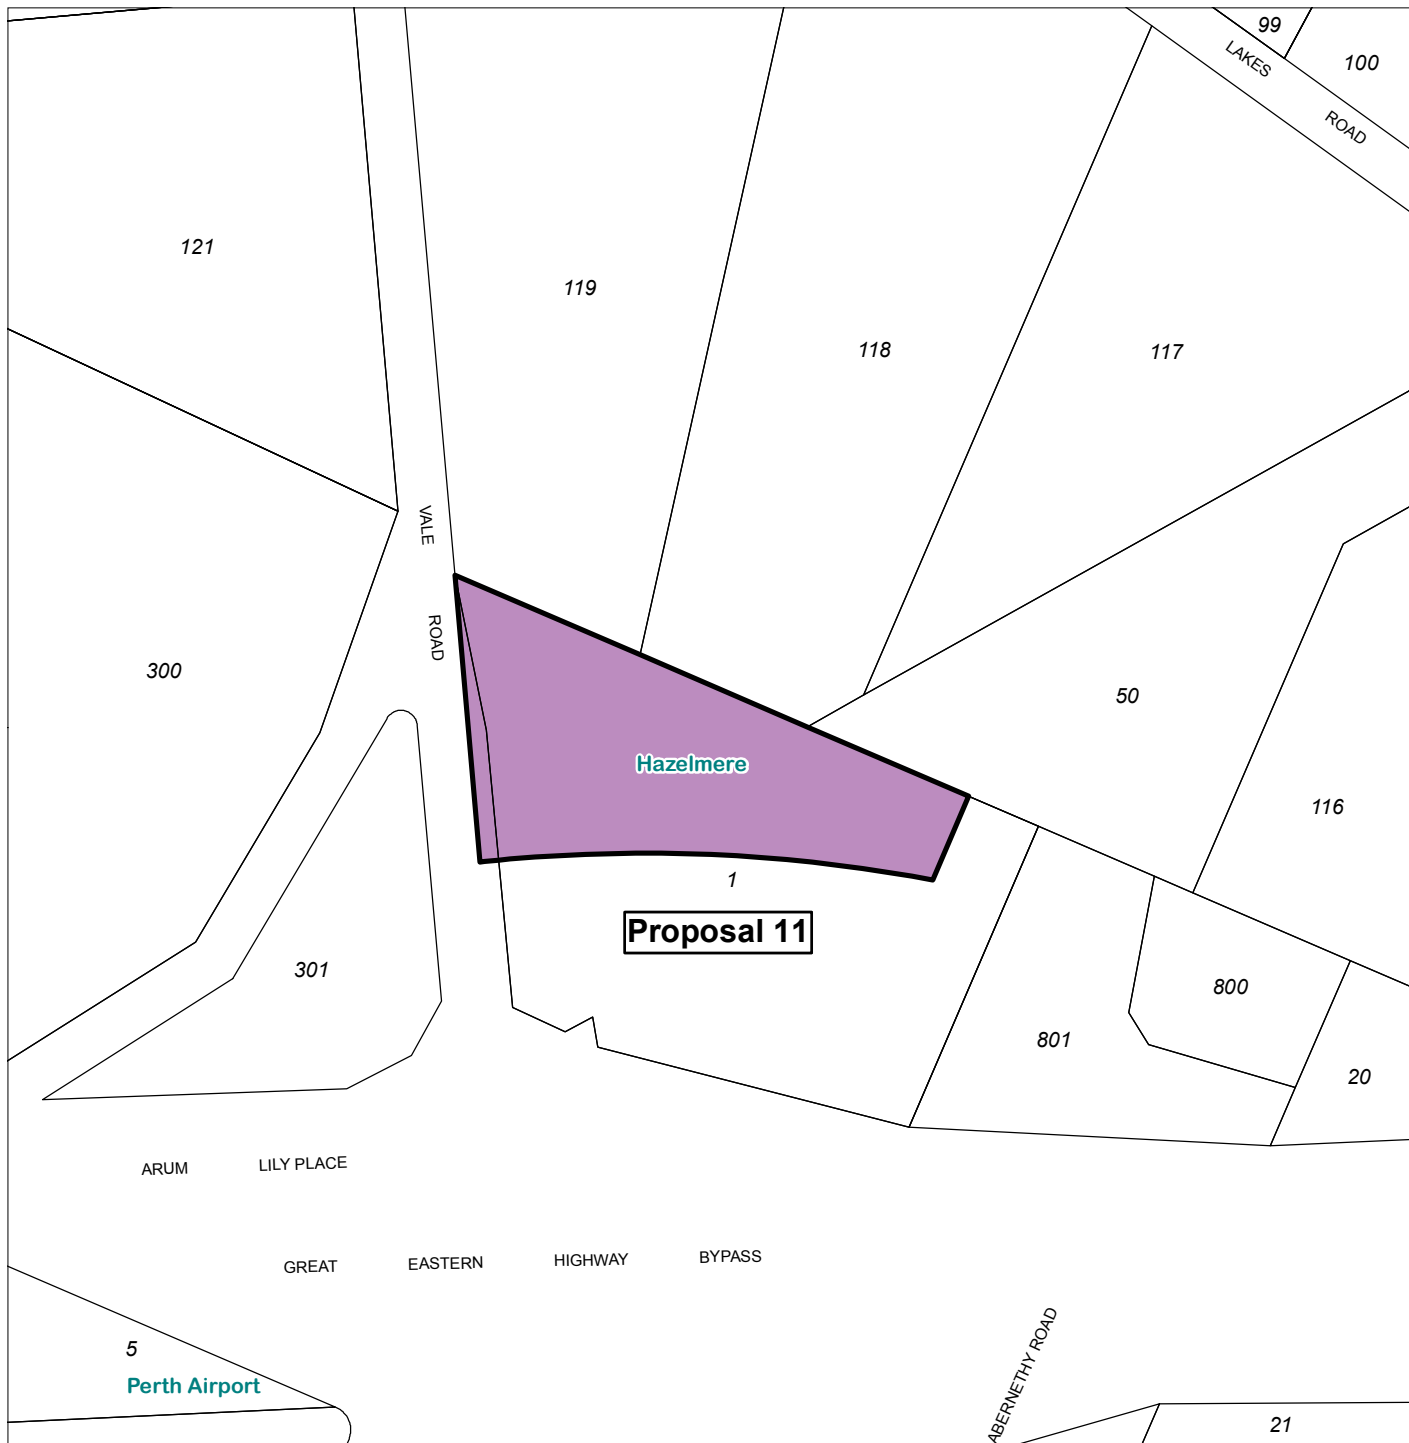 99
LAKES ROAD
100
121
119
118
117
VALE ROAD
300
50
Hazelmere
116
1
Proposal 11
301
800
801
20
ARUM LILY PLACE
GREAT EASTERN HIGHWAY BYPASS
5
Perth Airport
ABERNETHY ROAD
21